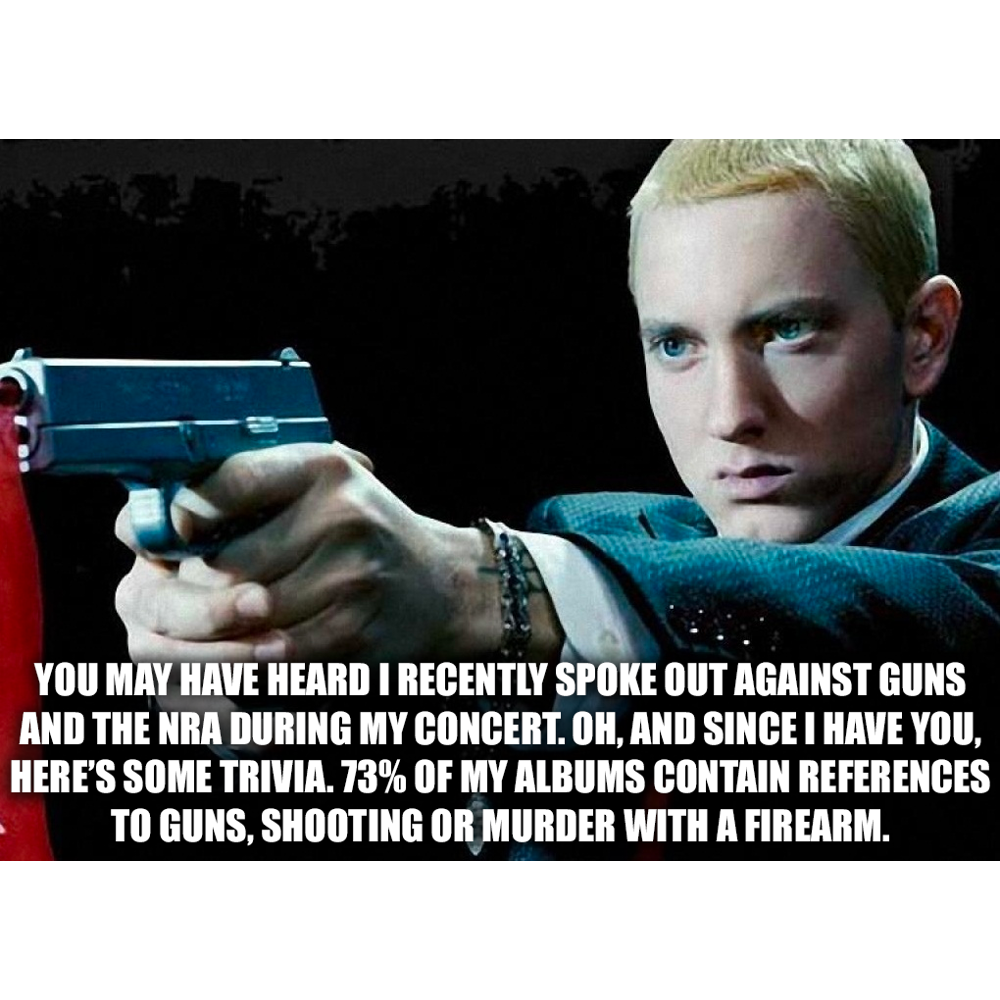 YOU MAY HAVE HEARD I RECENTLY SPOKE OUT AGAINST GUNS
AND THE NRA DURING MY CONCERT. OH, AND SINCE I HAVE YOU,
HERE'S SOME TRIVIA. 73% OF MY ALBUMS CONTAIN REFERENCES
TO GUNS, SHOOTING OR MURDER WITH A FIREARM.